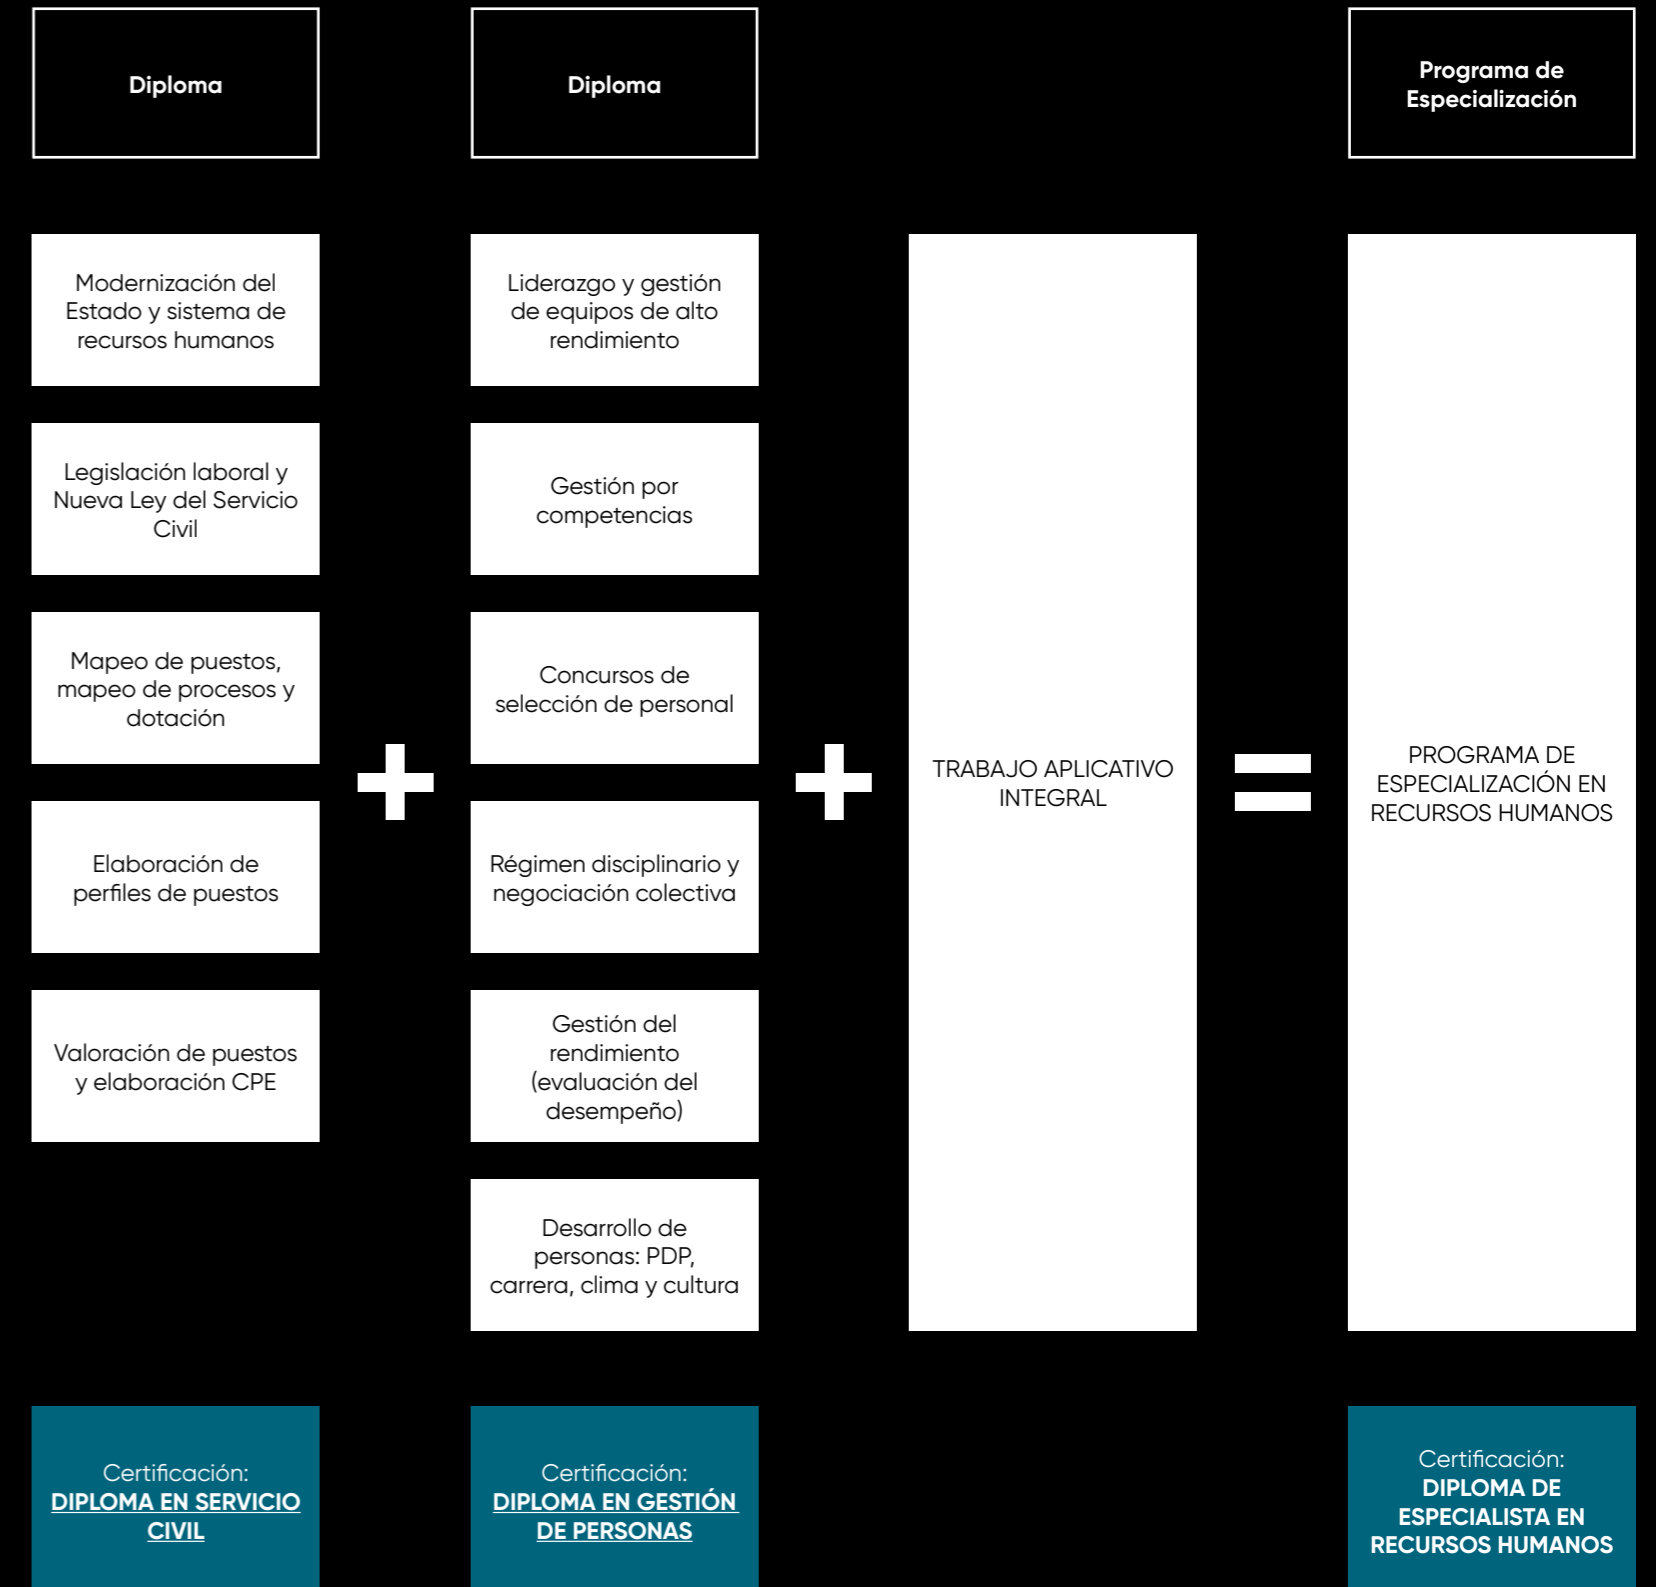 Diploma
Diploma
Programa de
Especialización
Modernización del
Estado y sistema de
recursos humanos
Legislación laboral y
Nueva Ley del Servicio
Civil
Mapeo de puestos,
mapeo de procesos y
dotación
Elaboración de
perfiles de puestos
Valoración de puestos
y elaboración CPE
+
Liderazgo y gestión
de equipos de alto
rendimiento
Gestión por
competencias
Concursos de
selección de personal
Régimen disciplinario y
negociación colectiva
Gestión del
rendimiento
(evaluación del
desempeño)
Desarrollo de
personas: PDP,
carrera, clima y cultura
+
TRABAJO APLICATIVO
INTEGRAL
=
PROGRAMA DE
ESPECIALIZACIÓN EN
RECURSOS HUMANOS
Certificación:
DIPLOMA EN SERVICIO
CIVIL
Certificación:
DIPLOMA EN GESTIÓN
DE PERSONAS
Certificación:
DIPLOMA DE
ESPECIALISTA EN
RECURSOS HUMANOS